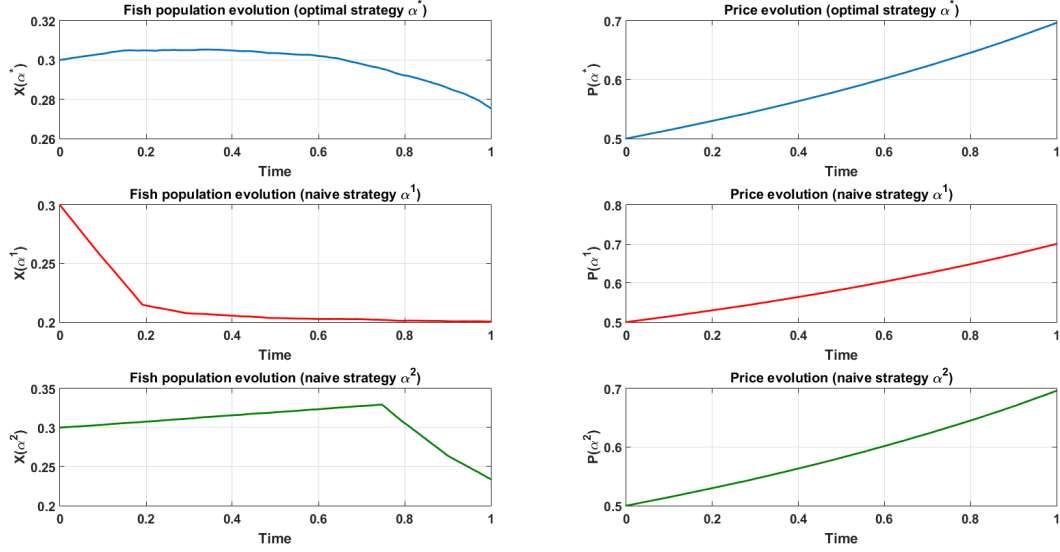 Fish population evolution (optimal strategy α*)
X(α*)
0.32
0.3
0.28
0.26
0 0.2 0.4 0.6 0.8 1
Time
Price evolution (optimal strategy α*)
P(α*)
0.7
0.6
0.5
0 0.2 0.4 0.6 0.8 1
Time
Fish population evolution (naive strategy α¹)
X(α¹)
0.3
0.25
0.2
0 0.2 0.4 0.6 0.8 1
Time
Price evolution (naive strategy α¹)
P(α¹)
0.8
0.7
0.6
0.5
0 0.2 0.4 0.6 0.8 1
Time
Fish population evolution (naive strategy α²)
X(α²)
0.35
0.3
0.25
0.2
0 0.2 0.4 0.6 0.8 1
Time
Price evolution (naive strategy α²)
P(α²)
0.7
0.6
0.5
0 0.2 0.4 0.6 0.8 1
Time